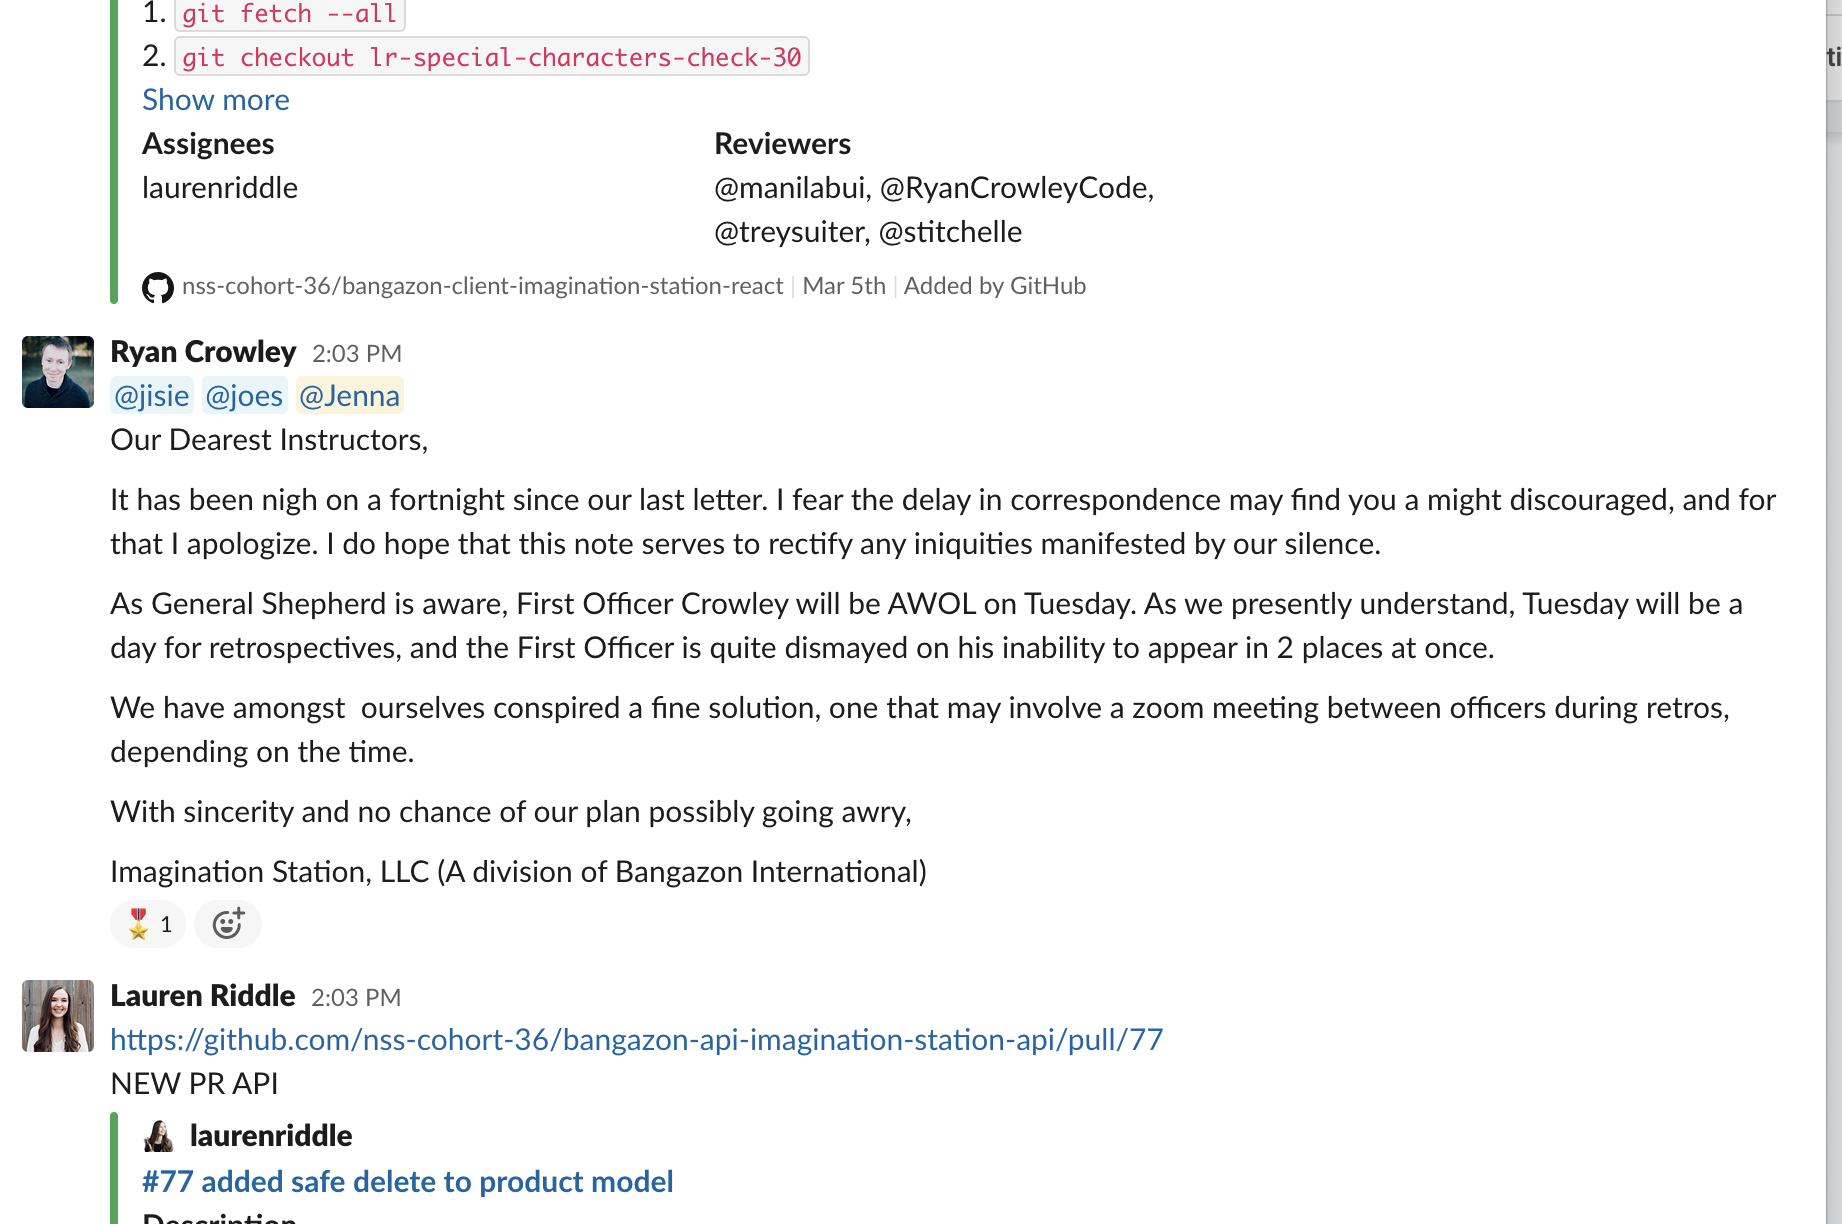 1. git fetch --all
2. git checkout lr-special-characters-check-30
Show more
Assignees
laurenriddle
Reviewers
@manilabui, @RyanCrowleyCode,
@treysuiter, @stitchelle
nss-cohort-36/bangazon-client-imagination-station-react | Mar 5th | Added by GitHub
Ryan Crowley 2:03 PM
@jisie @joes @Jenna
Our Dearest Instructors,
It has been nigh on a fortnight since our last letter. I fear the delay in correspondence may find you a might discouraged, and for
that I apologize. I do hope that this note serves to rectify any iniquities manifested by our silence.
As General Shepherd is aware, First Officer Crowley will be AWOL on Tuesday. As we presently understand, Tuesday will be a
day for retrospectives, and the First Officer is quite dismayed on his inability to appear in 2 places at once.
We have amongst  ourselves conspired a fine solution, one that may involve a zoom meeting between officers during retros,
depending on the time.
With sincerity and no chance of our plan possibly going awry,
Imagination Station, LLC (A division of Bangazon International)
1
Lauren Riddle 2:03 PM
https://github.com/nss-cohort-36/bangazon-api-imagination-station-api/pull/77
NEW PR API
laurenriddle
#77 added safe delete to product model
Description